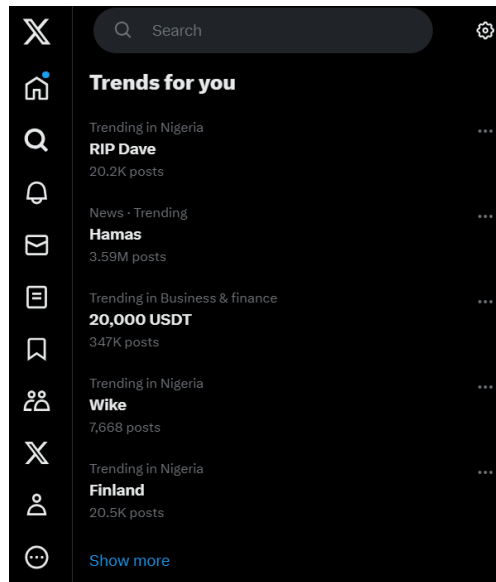 Search
Trends for you
Trending in Nigeria
RIP Dave
20.2K posts
News · Trending
Hamas
3.59M posts
Trending in Business & finance
20,000 USDT
347K posts
Trending in Nigeria
Wike
7,668 posts
Trending in Nigeria
Finland
20.5K posts
Show more